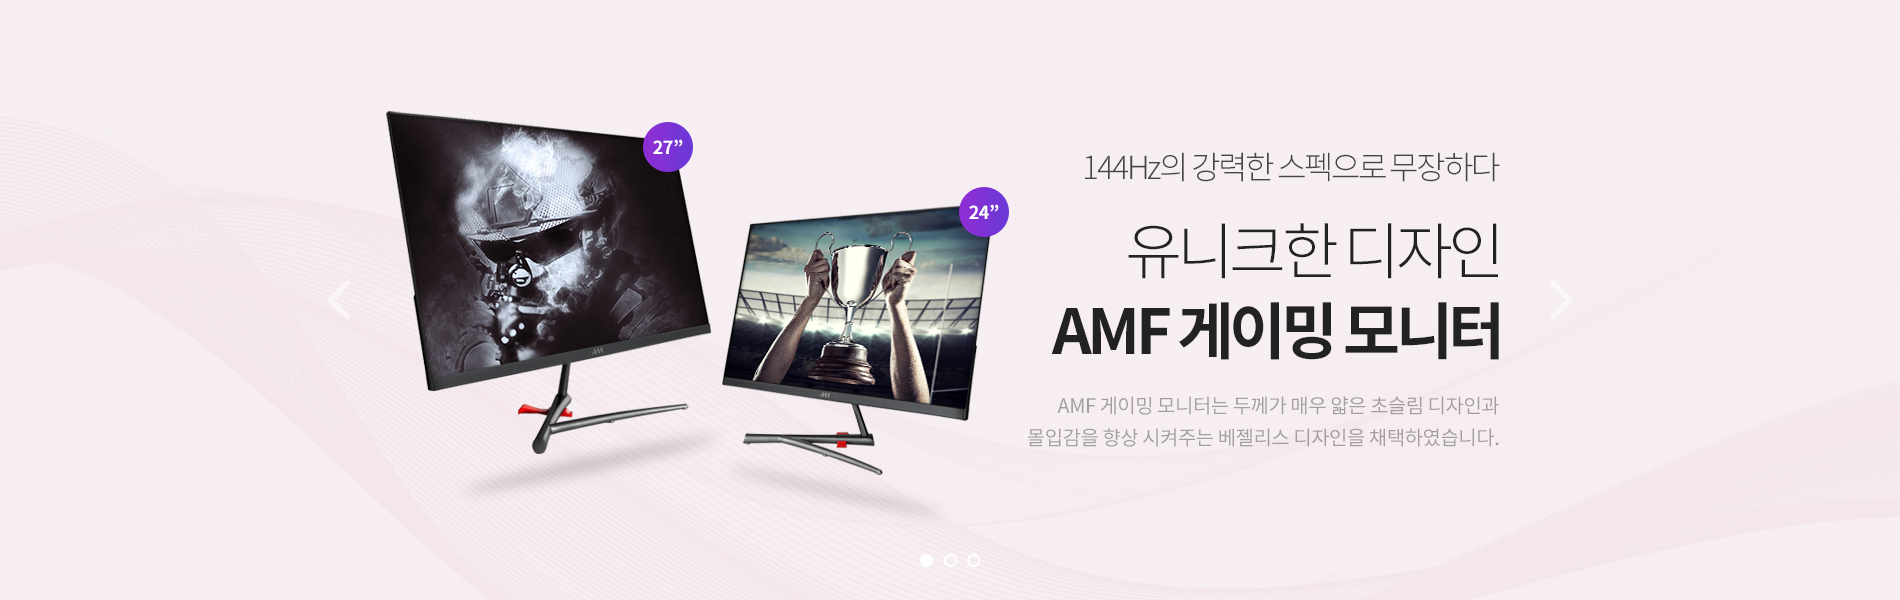 27”
24”
144Hz의 강력한 스펙으로 무장하다
유니크한 디자인
AMF 게이밍 모니터
AMF 게이밍 모니터는 두께가 매우 얇은 초슬림 디자인과
몰입감을 향상 시켜주는 베젤리스 디자인을 채택하였습니다.